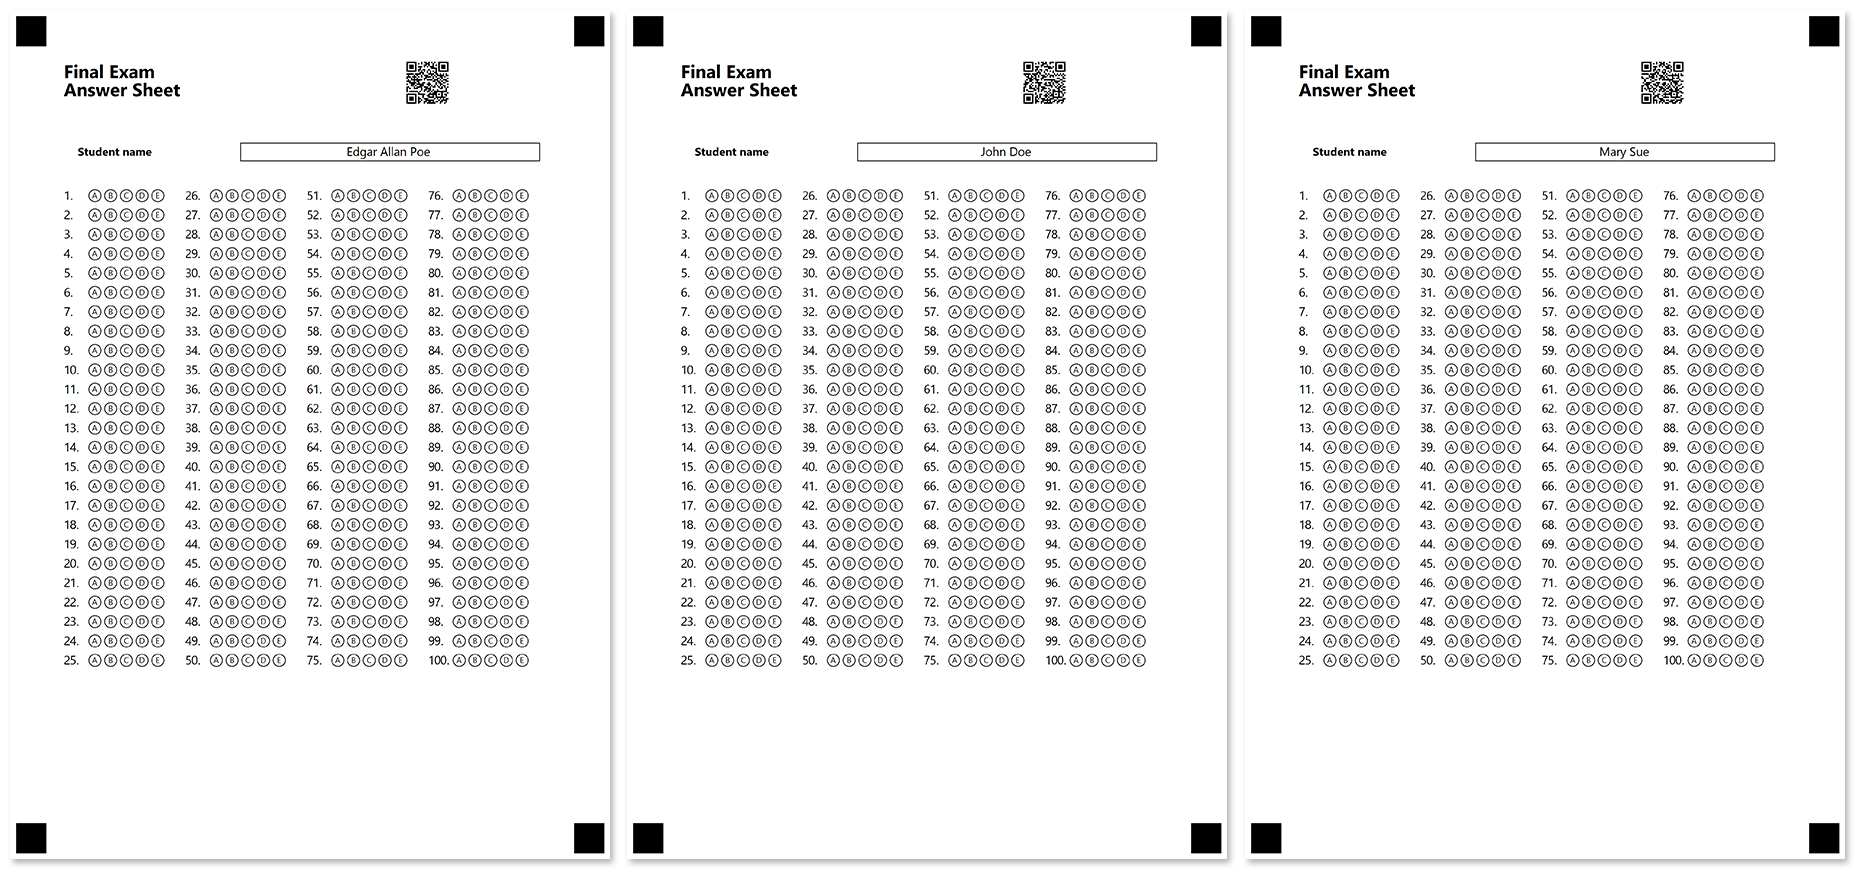 Final Exam
Answer Sheet
Student name Edgar Allan Poe
1. A B C D E 26. A B C D E 51. A B C D E 76. A B C D E
2. A B C D E 27. A B C D E 52. A B C D E 77. A B C D E
3. A B C D E 28. A B C D E 53. A B C D E 78. A B C D E
4. A B C D E 29. A B C D E 54. A B C D E 79. A B C D E
5. A B C D E 30. A B C D E 55. A B C D E 80. A B C D E
6. A B C D E 31. A B C D E 56. A B C D E 81. A B C D E
7. A B C D E 32. A B C D E 57. A B C D E 82. A B C D E
8. A B C D E 33. A B C D E 58. A B C D E 83. A B C D E
9. A B C D E 34. A B C D E 59. A B C D E 84. A B C D E
10. A B C D E 35. A B C D E 60. A B C D E 85. A B C D E
11. A B C D E 36. A B C D E 61. A B C D E 86. A B C D E
12. A B C D E 37. A B C D E 62. A B C D E 87. A B C D E
13. A B C D E 38. A B C D E 63. A B C D E 88. A B C D E
14. A B C D E 39. A B C D E 64. A B C D E 89. A B C D E
15. A B C D E 40. A B C D E 65. A B C D E 90. A B C D E
16. A B C D E 41. A B C D E 66. A B C D E 91. A B C D E
17. A B C D E 42. A B C D E 67. A B C D E 92. A B C D E
18. A B C D E 43. A B C D E 68. A B C D E 93. A B C D E
19. A B C D E 44. A B C D E 69. A B C D E 94. A B C D E
20. A B C D E 45. A B C D E 70. A B C D E 95. A B C D E
21. A B C D E 46. A B C D E 71. A B C D E 96. A B C D E
22. A B C D E 47. A B C D E 72. A B C D E 97. A B C D E
23. A B C D E 48. A B C D E 73. A B C D E 98. A B C D E
24. A B C D E 49. A B C D E 74. A B C D E 99. A B C D E
25. A B C D E 50. A B C D E 75. A B C D E 100. A B C D E
Final Exam
Answer Sheet
Student name John Doe
1. A B C D E 26. A B C D E 51. A B C D E 76. A B C D E
2. A B C D E 27. A B C D E 52. A B C D E 77. A B C D E
3. A B C D E 28. A B C D E 53. A B C D E 78. A B C D E
4. A B C D E 29. A B C D E 54. A B C D E 79. A B C D E
5. A B C D E 30. A B C D E 55. A B C D E 80. A B C D E
6. A B C D E 31. A B C D E 56. A B C D E 81. A B C D E
7. A B C D E 32. A B C D E 57. A B C D E 82. A B C D E
8. A B C D E 33. A B C D E 58. A B C D E 83. A B C D E
9. A B C D E 34. A B C D E 59. A B C D E 84. A B C D E
10. A B C D E 35. A B C D E 60. A B C D E 85. A B C D E
11. A B C D E 36. A B C D E 61. A B C D E 86. A B C D E
12. A B C D E 37. A B C D E 62. A B C D E 87. A B C D E
13. A B C D E 38. A B C D E 63. A B C D E 88. A B C D E
14. A B C D E 39. A B C D E 64. A B C D E 89. A B C D E
15. A B C D E 40. A B C D E 65. A B C D E 90. A B C D E
16. A B C D E 41. A B C D E 66. A B C D E 91. A B C D E
17. A B C D E 42. A B C D E 67. A B C D E 92. A B C D E
18. A B C D E 43. A B C D E 68. A B C D E 93. A B C D E
19. A B C D E 44. A B C D E 69. A B C D E 94. A B C D E
20. A B C D E 45. A B C D E 70. A B C D E 95. A B C D E
21. A B C D E 46. A B C D E 71. A B C D E 96. A B C D E
22. A B C D E 47. A B C D E 72. A B C D E 97. A B C D E
23. A B C D E 48. A B C D E 73. A B C D E 98. A B C D E
24. A B C D E 49. A B C D E 74. A B C D E 99. A B C D E
25. A B C D E 50. A B C D E 75. A B C D E 100. A B C D E
Final Exam
Answer Sheet
Student name Mary Sue
1. A B C D E 26. A B C D E 51. A B C D E 76. A B C D E
2. A B C D E 27. A B C D E 52. A B C D E 77. A B C D E
3. A B C D E 28. A B C D E 53. A B C D E 78. A B C D E
4. A B C D E 29. A B C D E 54. A B C D E 79. A B C D E
5. A B C D E 30. A B C D E 55. A B C D E 80. A B C D E
6. A B C D E 31. A B C D E 56. A B C D E 81. A B C D E
7. A B C D E 32. A B C D E 57. A B C D E 82. A B C D E
8. A B C D E 33. A B C D E 58. A B C D E 83. A B C D E
9. A B C D E 34. A B C D E 59. A B C D E 84. A B C D E
10. A B C D E 35. A B C D E 60. A B C D E 85. A B C D E
11. A B C D E 36. A B C D E 61. A B C D E 86. A B C D E
12. A B C D E 37. A B C D E 62. A B C D E 87. A B C D E
13. A B C D E 38. A B C D E 63. A B C D E 88. A B C D E
14. A B C D E 39. A B C D E 64. A B C D E 89. A B C D E
15. A B C D E 40. A B C D E 65. A B C D E 90. A B C D E
16. A B C D E 41. A B C D E 66. A B C D E 91. A B C D E
17. A B C D E 42. A B C D E 67. A B C D E 92. A B C D E
18. A B C D E 43. A B C D E 68. A B C D E 93. A B C D E
19. A B C D E 44. A B C D E 69. A B C D E 94. A B C D E
20. A B C D E 45. A B C D E 70. A B C D E 95. A B C D E
21. A B C D E 46. A B C D E 71. A B C D E 96. A B C D E
22. A B C D E 47. A B C D E 72. A B C D E 97. A B C D E
23. A B C D E 48. A B C D E 73. A B C D E 98. A B C D E
24. A B C D E 49. A B C D E 74. A B C D E 99. A B C D E
25. A B C D E 50. A B C D E 75. A B C D E 100. A B C D E